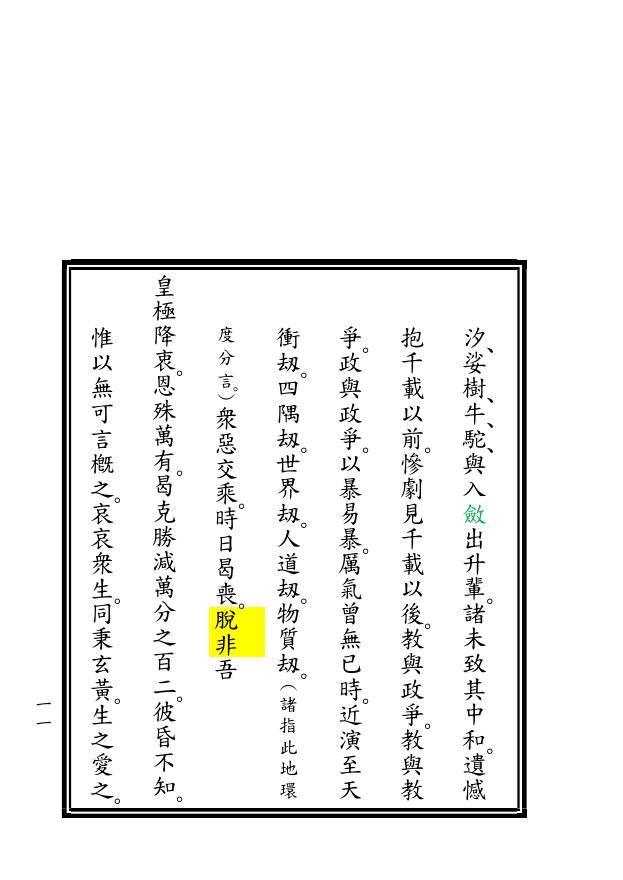 汐、娑樹、牛、駝、與入斂出升輩。諸未致其中和。遺憾
抱千載以前。慘劇見千載以後。教與政爭。教與教
爭。政與政爭。以暴易暴。厲氣曾無已時。近演至天
衝刼。四隅刼。世界刼。人道刼。物質刼。(諸指此地環
度分言。)衆惡交乘。時日曷喪。脫非吾
皇極降衷。恩殊萬有。曷克勝減萬分之百二。彼昏不知。
惟以無可言槪之。哀哀衆生。同秉玄黃。生之愛之。
一一